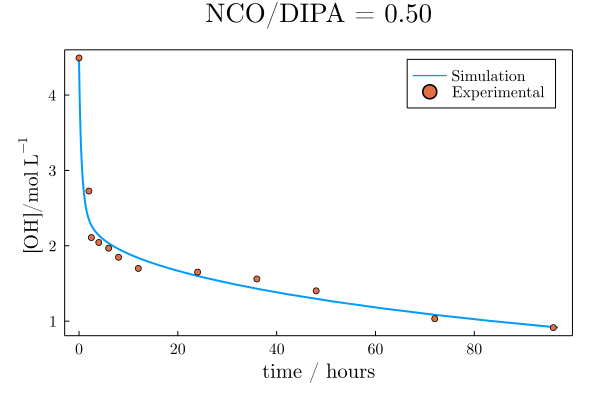 NCO/DIPA = 0.50
[OH]/mol L⁻¹
4
3
2
1
Simulation
Experimental
0 20 40 60 80
time / hours